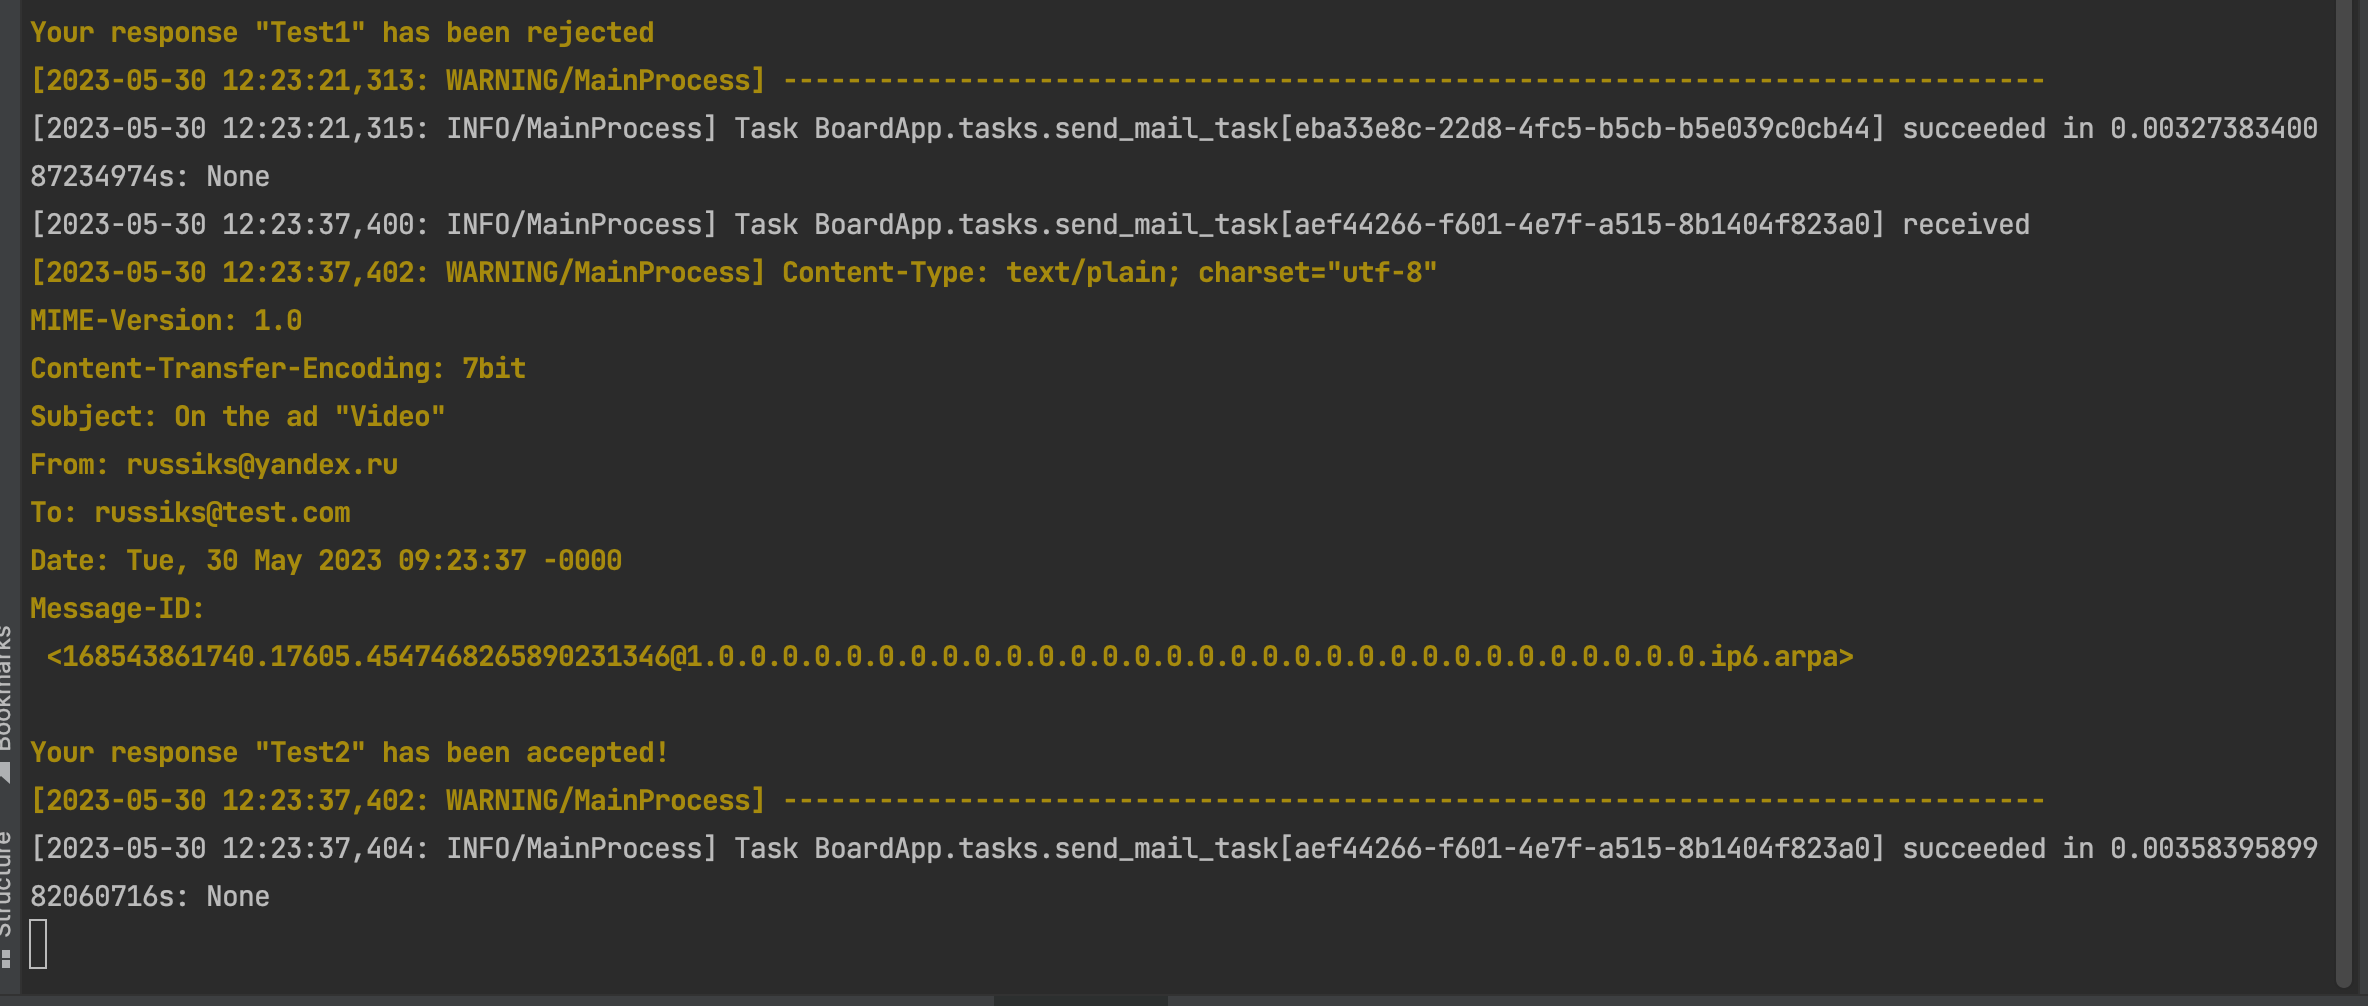 Your response "Test1" has been rejected
[2023-05-30 12:23:21,313: WARNING/MainProcess] -------------------------------------------------------------------------------
[2023-05-30 12:23:21,315: INFO/MainProcess] Task BoardApp.tasks.send_mail_task[eba33e8c-22d8-4fc5-b5cb-b5e039c0cb44] succeeded in 0.00327383400
87234974s: None
[2023-05-30 12:23:37,400: INFO/MainProcess] Task BoardApp.tasks.send_mail_task[aef44266-f601-4e7f-a515-8b1404f823a0] received
[2023-05-30 12:23:37,402: WARNING/MainProcess] Content-Type: text/plain; charset="utf-8"
MIME-Version: 1.0
Content-Transfer-Encoding: 7bit
Subject: On the ad "Video"
From: russiks@yandex.ru
To: russiks@test.com
Date: Tue, 30 May 2023 09:23:37 -0000
Message-ID:
 <168543861740.17605.4547468265890231346@1.0.0.0.0.0.0.0.0.0.0.0.0.0.0.0.0.0.0.0.0.0.0.0.0.0.0.0.0.0.0.0.ip6.arpa>
Your response "Test2" has been accepted!
[2023-05-30 12:23:37,402: WARNING/MainProcess] -------------------------------------------------------------------------------
[2023-05-30 12:23:37,404: INFO/MainProcess] Task BoardApp.tasks.send_mail_task[aef44266-f601-4e7f-a515-8b1404f823a0] succeeded in 0.00358395899
82060716s: None
Bookmarks
Structure